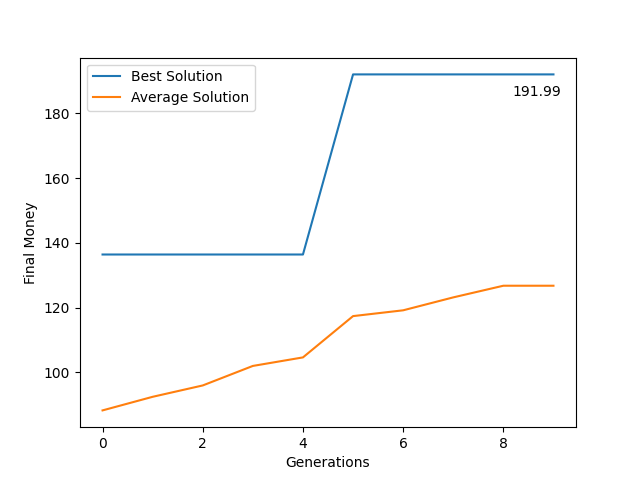 Best Solution
Average Solution
191.99
180
160
140
120
100
Final Money
0 2 4 6 8
Generations